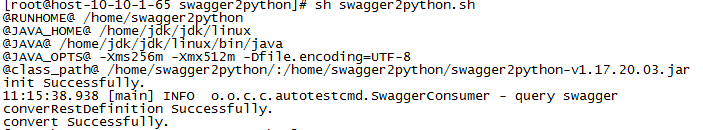 [root@host-10-10-1-65 swagger2python]# sh swagger2python.sh
@RUNHOME@ /home/swagger2python
@JAVA_HOME@ /home/jdk/jdk/linux
@JAVA@ /home/jdk/jdk/linux/bin/java
@JAVA_OPTS@ -Xms256m -Xmx512m -Dfile.encoding=UTF-8
@class_path@ /home/swagger2python/:/home/swagger2python/swagger2python-v1.17.20.03.jar
init Successfully.
11:15:38.938 [main] INFO  o.o.c.c.autotestcmd.SwaggerConsumer - query swagger
converRestDefinition Successfully.
convert Successfully.